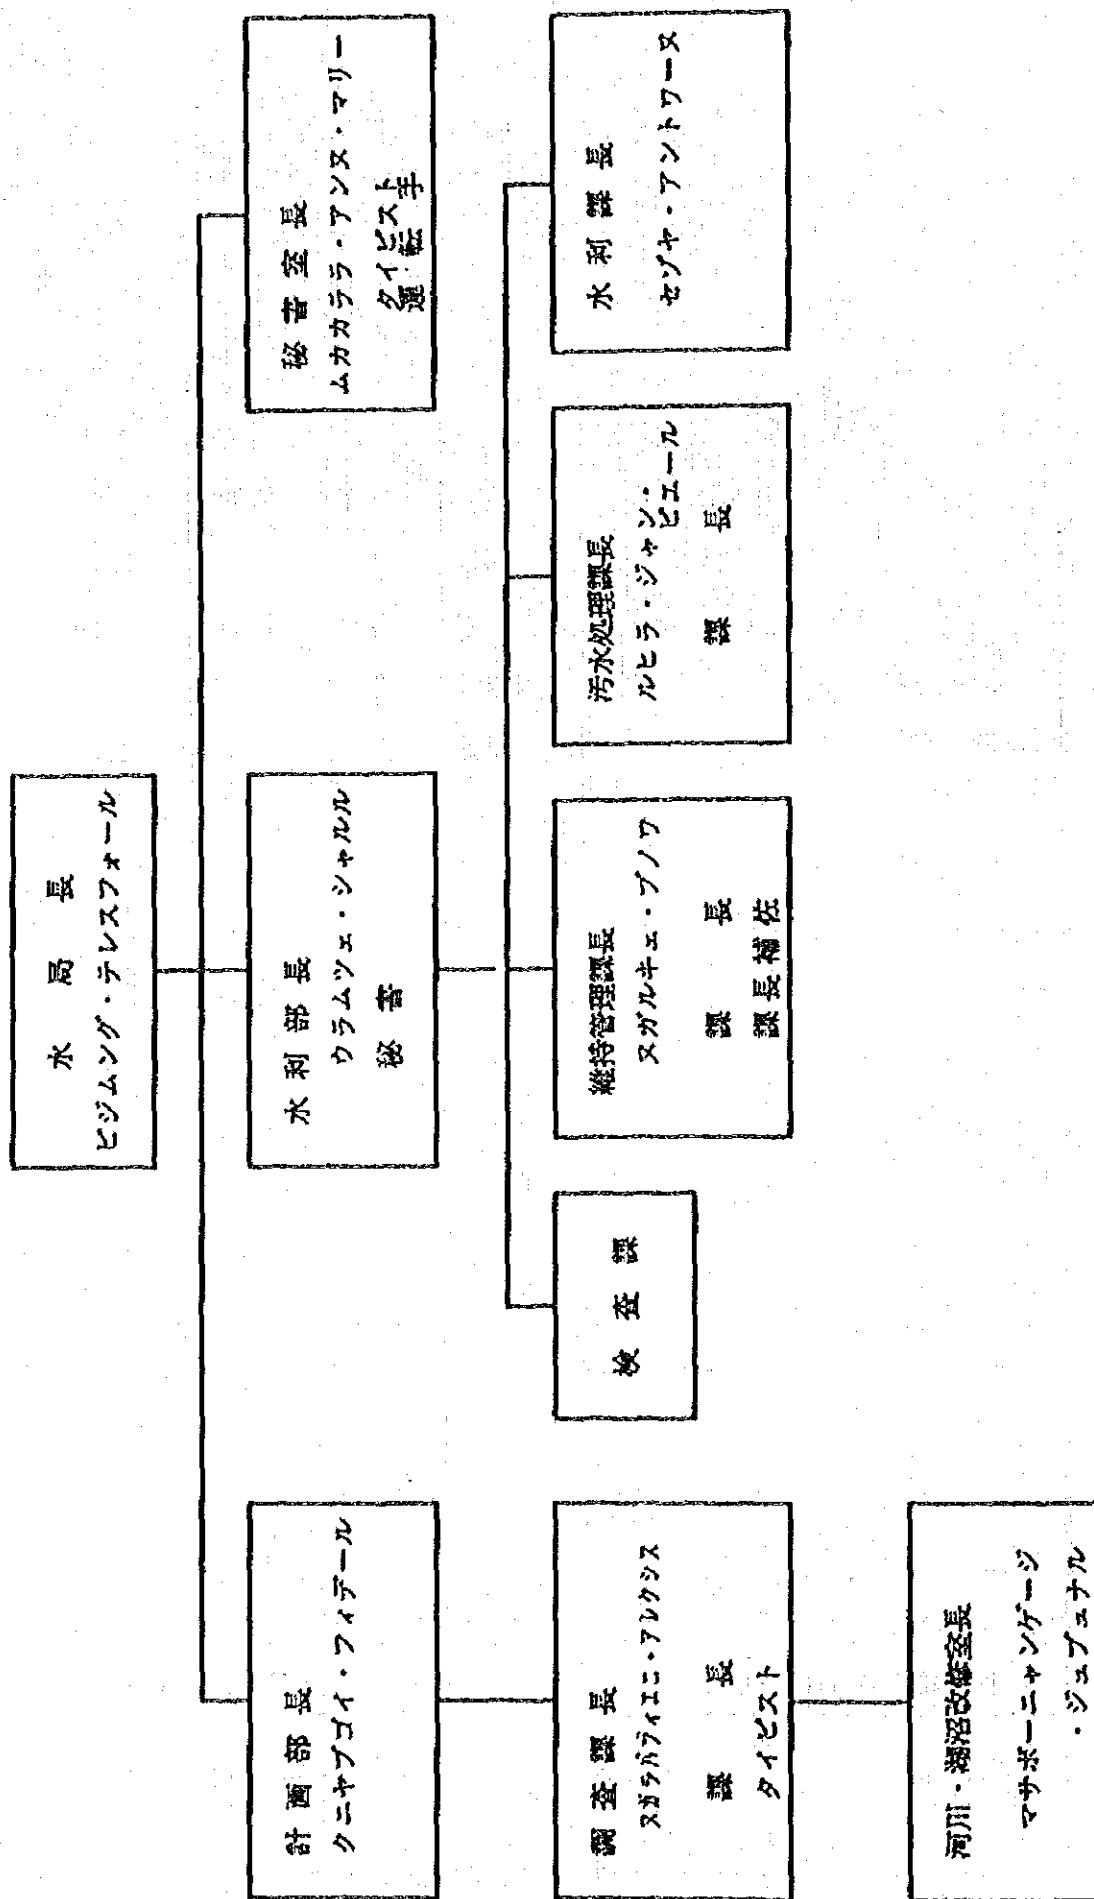 水局長
ビジムング・テレスフォール
計画部長
クニヤブゴイ・フィデール
水利部長
ウラムツェ・シャルル
秘書
秘書室長
ムカカララ・アンヌ・マリー
タイピスト
運転手
調査課長
ヌガラバヴィエニ・アレクシス
課長
タイピスト
検査課
維持管理課長
ヌガルキェ・ブノワ
課長
課長補佐
汚水処理課長
ルヒラ・ジャン・
ピエール
課長
水利課長
セゾヤ・アントワーヌ
河川・湖沼改修室長
マサボーニャンゲージ
・ジュブュナル